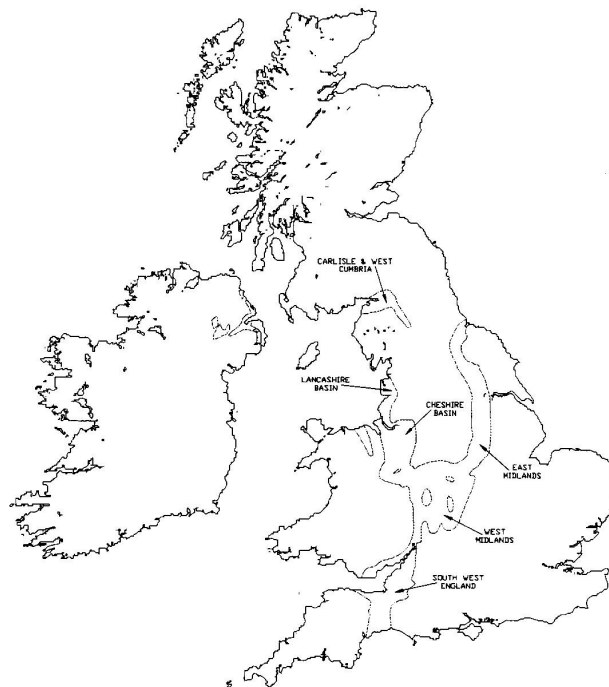 CARLISLE & WEST
CUMBRIA
LANCASHIRE
BASIN
CHESHIRE
BASIN
EAST
MIDLANDS
WEST
MIDLANDS
SOUTH WEST
ENGLAND